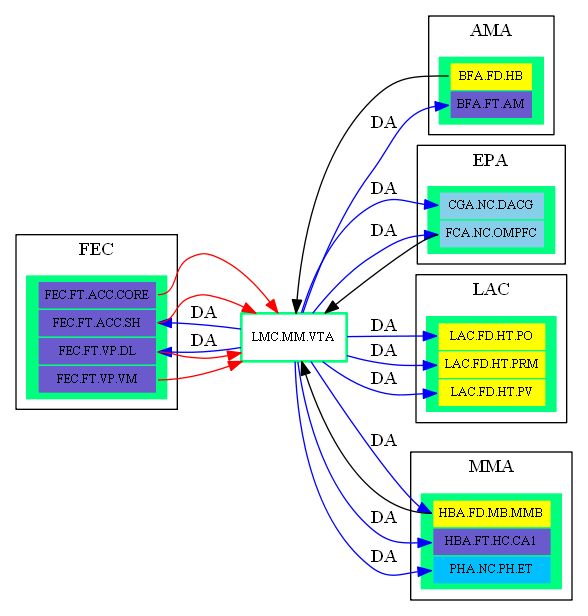 AMA
BFA.FD.HB
BFA.FT.AM
DA
EPA
CGA.NC.DACG
FCA.NC.OMPFC
DA
DA
FEC
FEC.FT.ACC.CORE
FEC.FT.ACC.SH
FEC.FT.VP.DL
FEC.FT.VP.VM
DA
DA
LMC.MM.VTA
LAC
LAC.FD.HT.PO
LAC.FD.HT.PRM
LAC.FD.HT.PV
DA
DA
DA
MMA
HBA.FD.MB.MMB
HBA.FT.HC.CA1
PHA.NC.PH.ET
DA
DA
DA